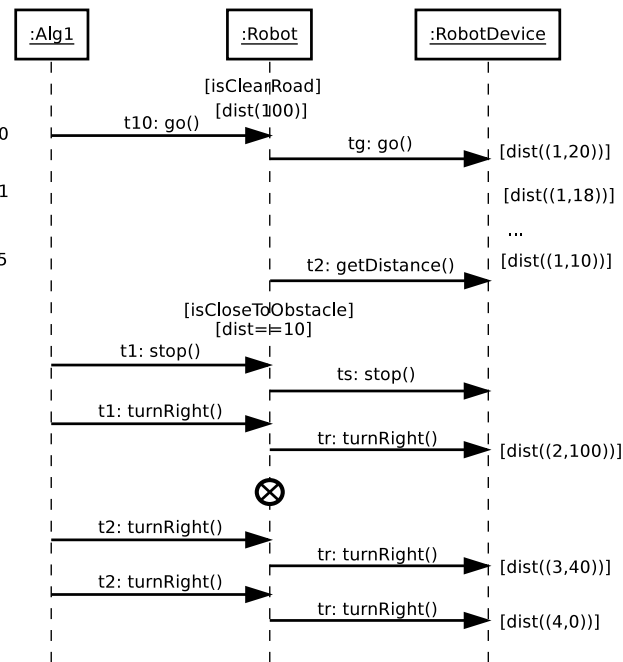 :Alg1
:Robot
:RobotDevice
[isClearRoad]
[dist(100)]
0
t10: go()
tg: go()
[dist((1,20))]
1
[dist((1,18))]
...
5
t2: getDistance()
[dist((1,10))]
[isCloseToObstacle]
[dist==10]
t1: stop()
ts: stop()
t1: turnRight()
tr: turnRight()
[dist((2,100))]
t2: turnRight()
tr: turnRight()
[dist((3,40))]
t2: turnRight()
tr: turnRight()
[dist((4,0))]